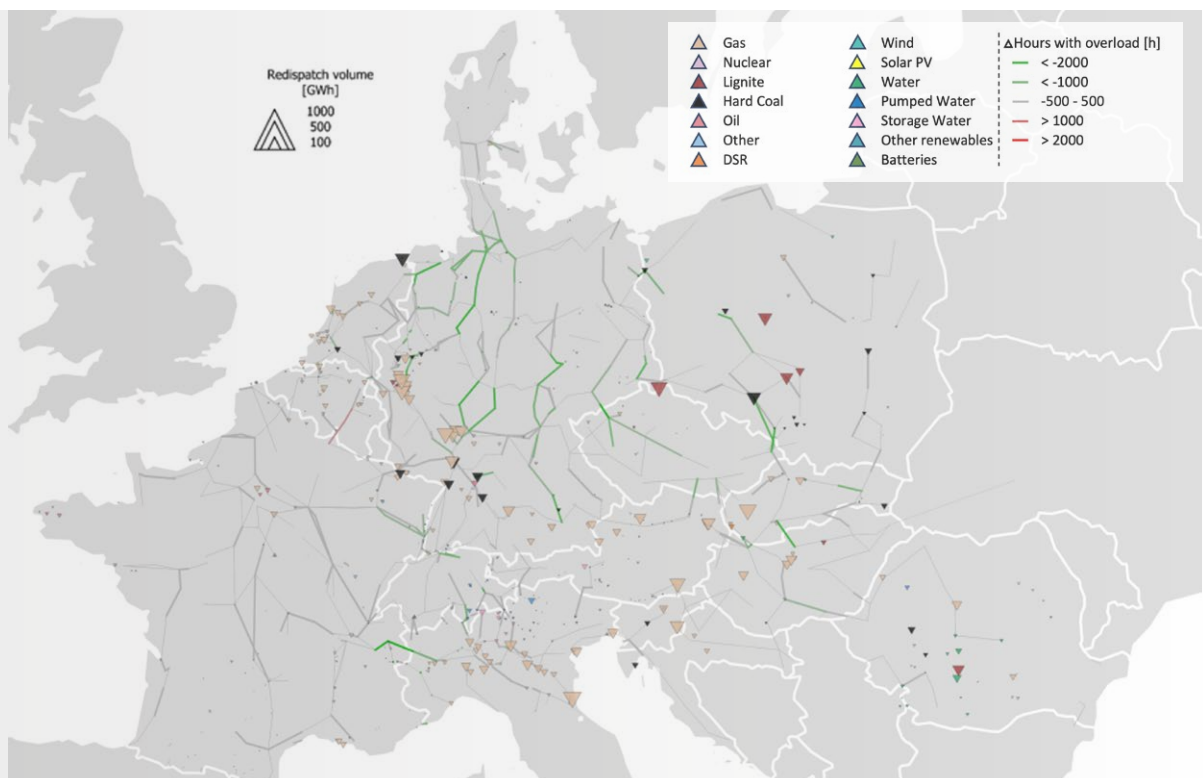 Redispatch volume
[GWh]
1000
500
100
Gas
Nuclear
Lignite
Hard Coal
Oil
Other
DSR
Wind
Solar PV
Water
Pumped Water
Storage Water
Other renewables
Batteries
△Hours with overload [h]
< -2000
< -1000
-500 - 500
> 1000
> 2000